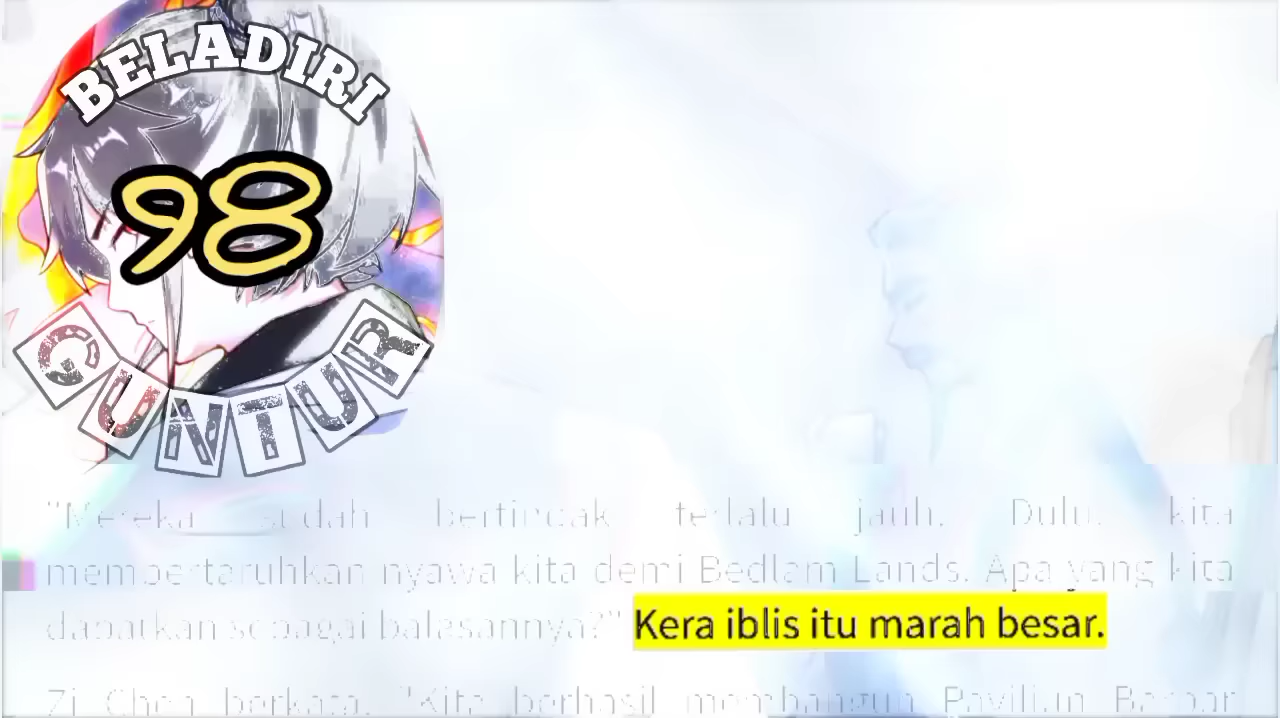 BELADIRI
98
GUNTUR
"Mereka sudah bertindak terlalu jauh. Dulu, kita
mempertaruhkan nyawa kita demi Bedlam Lands. Apa yang kita
dapatkan sebagai balasannya?" Kera iblis itu marah besar.
Zi Chen berkata, "Kita berhasil membangun Paviliun